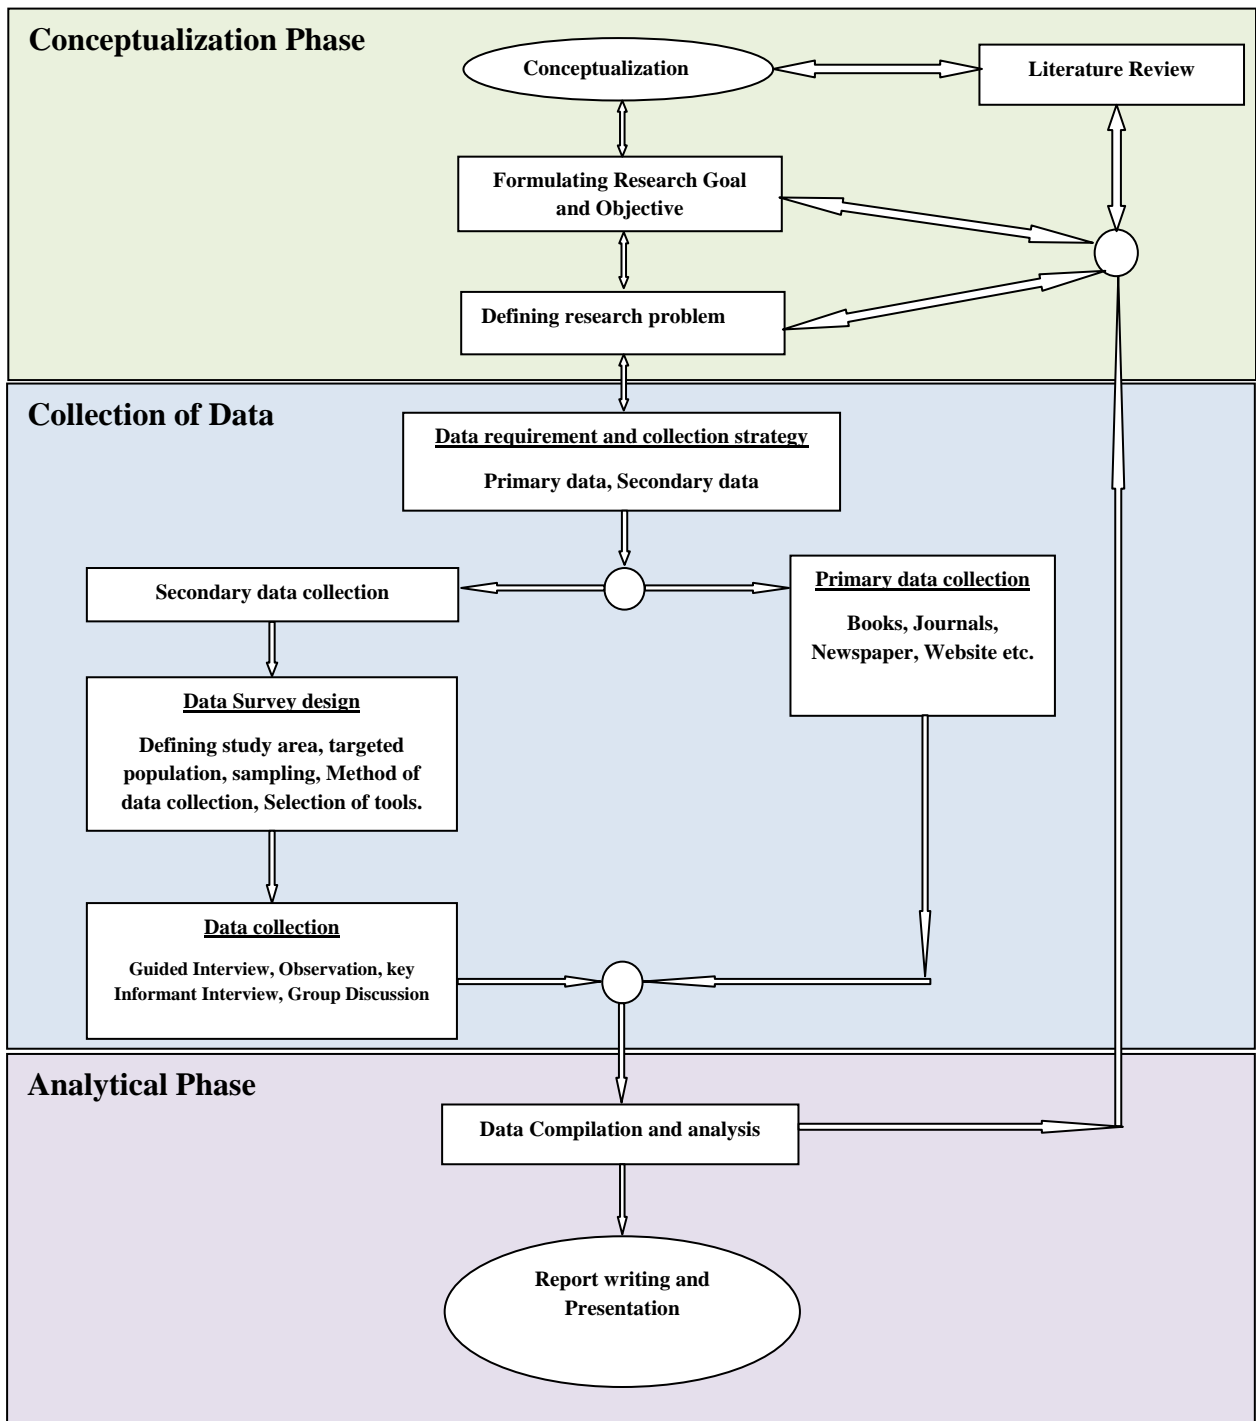 Conceptualization Phase
Conceptualization
Literature Review
Formulating Research Goal
and Objective
Defining research problem
Collection of Data
Data requirement and collection strategy
Primary data, Secondary data
Secondary data collection
Primary data collection
Books, Journals,
Newspaper, Website etc.
Data Survey design
Defining study area, targeted
population, sampling, Method of
data collection, Selection of tools.
Data collection
Guided Interview, Observation, key
Informant Interview, Group Discussion
Analytical Phase
Data Compilation and analysis
Report writing and
Presentation